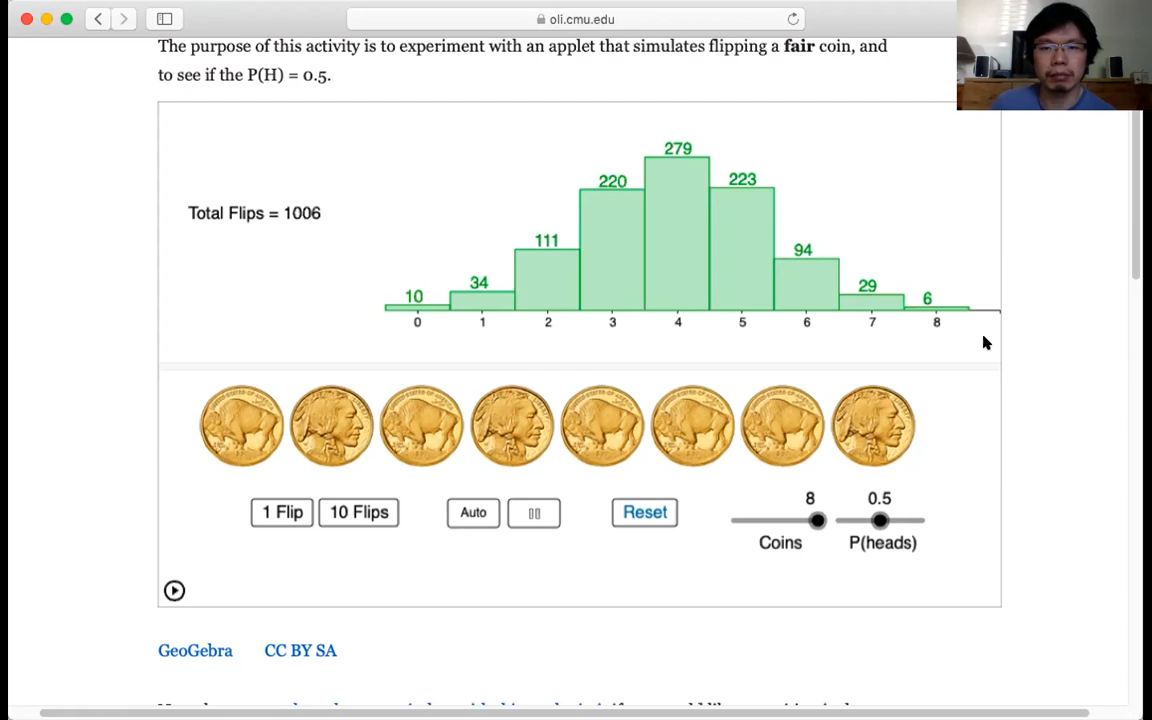 oli.cmu.edu
The purpose of this activity is to experiment with an applet that simulates flipping a fair coin, and
to see if the P(H) = 0.5.
279
220
223
Total Flips = 1006
111
94
34
29
10
6
0 1 2 3 4 5 6 7 8
8 0.5
1 Flip 10 Flips Auto Reset
Coins P(heads)
GeoGebra CC BY SA